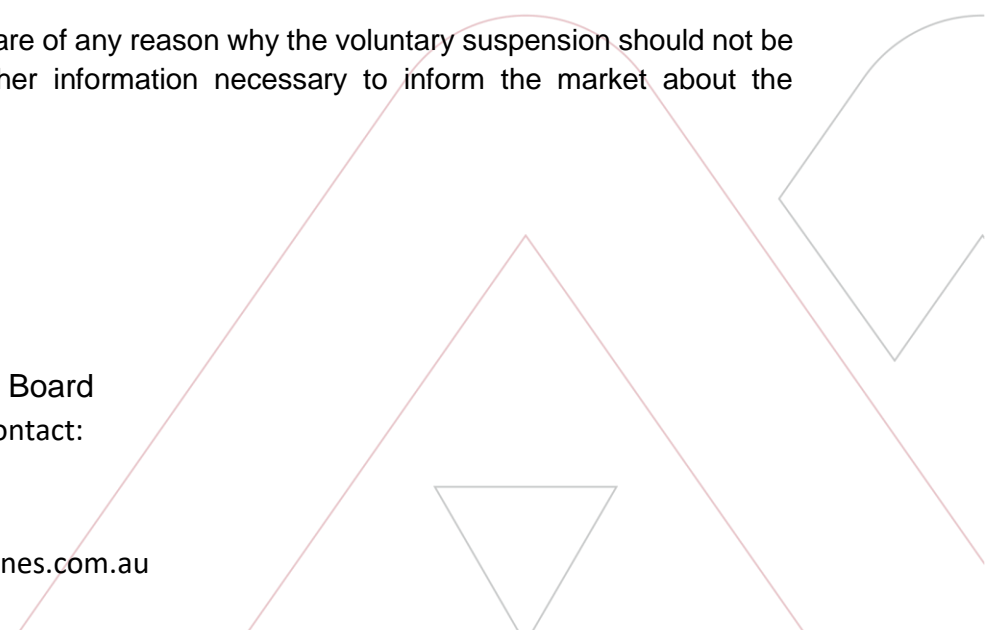 are of any reason why the voluntary suspension should not be
her information necessary to inform the market about the
Board
ontact:
nes.com.au